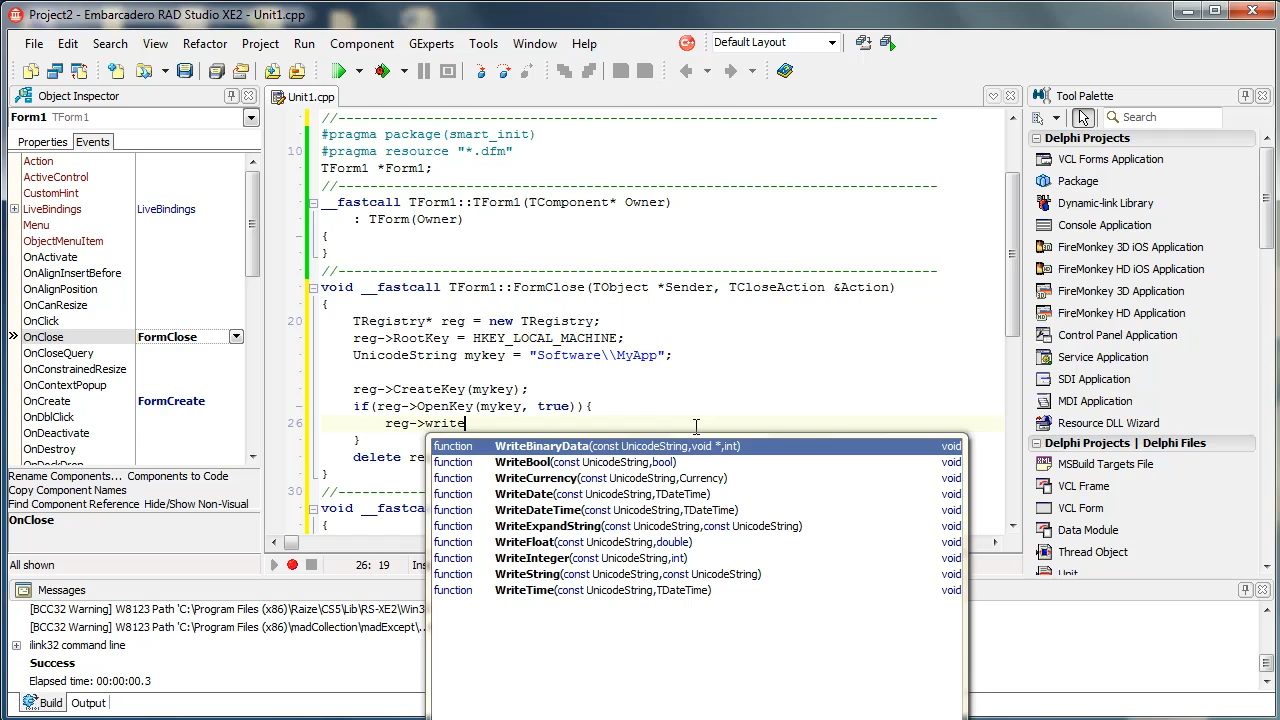 Project2 - Embarcadero RAD Studio XE2 - Unit1.cpp
File Edit Search View Refactor Project Run Component GExperts Tools Window Help
Default Layout
Object Inspector
Form1 TForm1
Properties Events
Action
ActiveControl
CustomHint
LiveBindings LiveBindings
Menu
ObjectMenuItem
OnActivate
OnAlignInsertBefore
OnAlignPosition
OnCanResize
OnClick
OnClose FormClose
OnCloseQuery
OnConstrainedResize
OnContextPopup
OnCreate FormCreate
OnDblClick
OnDeactivate
OnDestroy
OnDockDrop
OnDockOver
OnDragDrop
Rename Components... Components to Code
Copy Component Names
Find Component Reference Hide/Show Non-Visual
OnClose
All shown
Unit1.cpp
//---------------------------------------------------------------------------
#pragma package(smart_init)
10 #pragma resource "*.dfm"
TForm1 *Form1;
//---------------------------------------------------------------------------
__fastcall TForm1::TForm1(TComponent* Owner)
: TForm(Owner)
{
}
//---------------------------------------------------------------------------
void __fastcall TForm1::FormClose(TObject *Sender, TCloseAction &Action)
{
20 TRegistry* reg = new TRegistry;
reg->RootKey = HKEY_LOCAL_MACHINE;
UnicodeString mykey = "Software\\MyApp";
reg->CreateKey(mykey);
if(reg->OpenKey(mykey, true)){
26 reg->write
}
delete re
}
30 //---
void __fastc
{
function WriteBinaryData(const UnicodeString,void *,int) void
function WriteBool(const UnicodeString,bool) void
function WriteCurrency(const UnicodeString,Currency) void
function WriteDate(const UnicodeString,TDateTime) void
function WriteDateTime(const UnicodeString,TDateTime) void
function WriteExpandString(const UnicodeString,const UnicodeString) void
function WriteFloat(const UnicodeString,double) void
function WriteInteger(const UnicodeString,int) void
function WriteString(const UnicodeString,const UnicodeString) void
function WriteTime(const UnicodeString,TDateTime) void
26: 19 Ins
Tool Palette
Search
Delphi Projects
VCL Forms Application
Package
Dynamic-link Library
Console Application
FireMonkey 3D iOS Application
FireMonkey HD iOS Application
FireMonkey 3D Application
FireMonkey HD Application
Control Panel Application
Service Application
SDI Application
MDI Application
Resource DLL Wizard
Delphi Projects | Delphi Files
MSBuild Targets File
VCL Frame
VCL Form
Data Module
Thread Object
Unit
Messages
[BCC32 Warning] W8123 Path 'C:\Program Files (x86)\Raize\CS5\Lib\RS-XE2\Win3
[BCC32 Warning] W8123 Path 'C:\Program Files (x86)\madCollection\madExcept\..
ilink32 command line
Success
Elapsed time: 00:00:00.3
Build Output